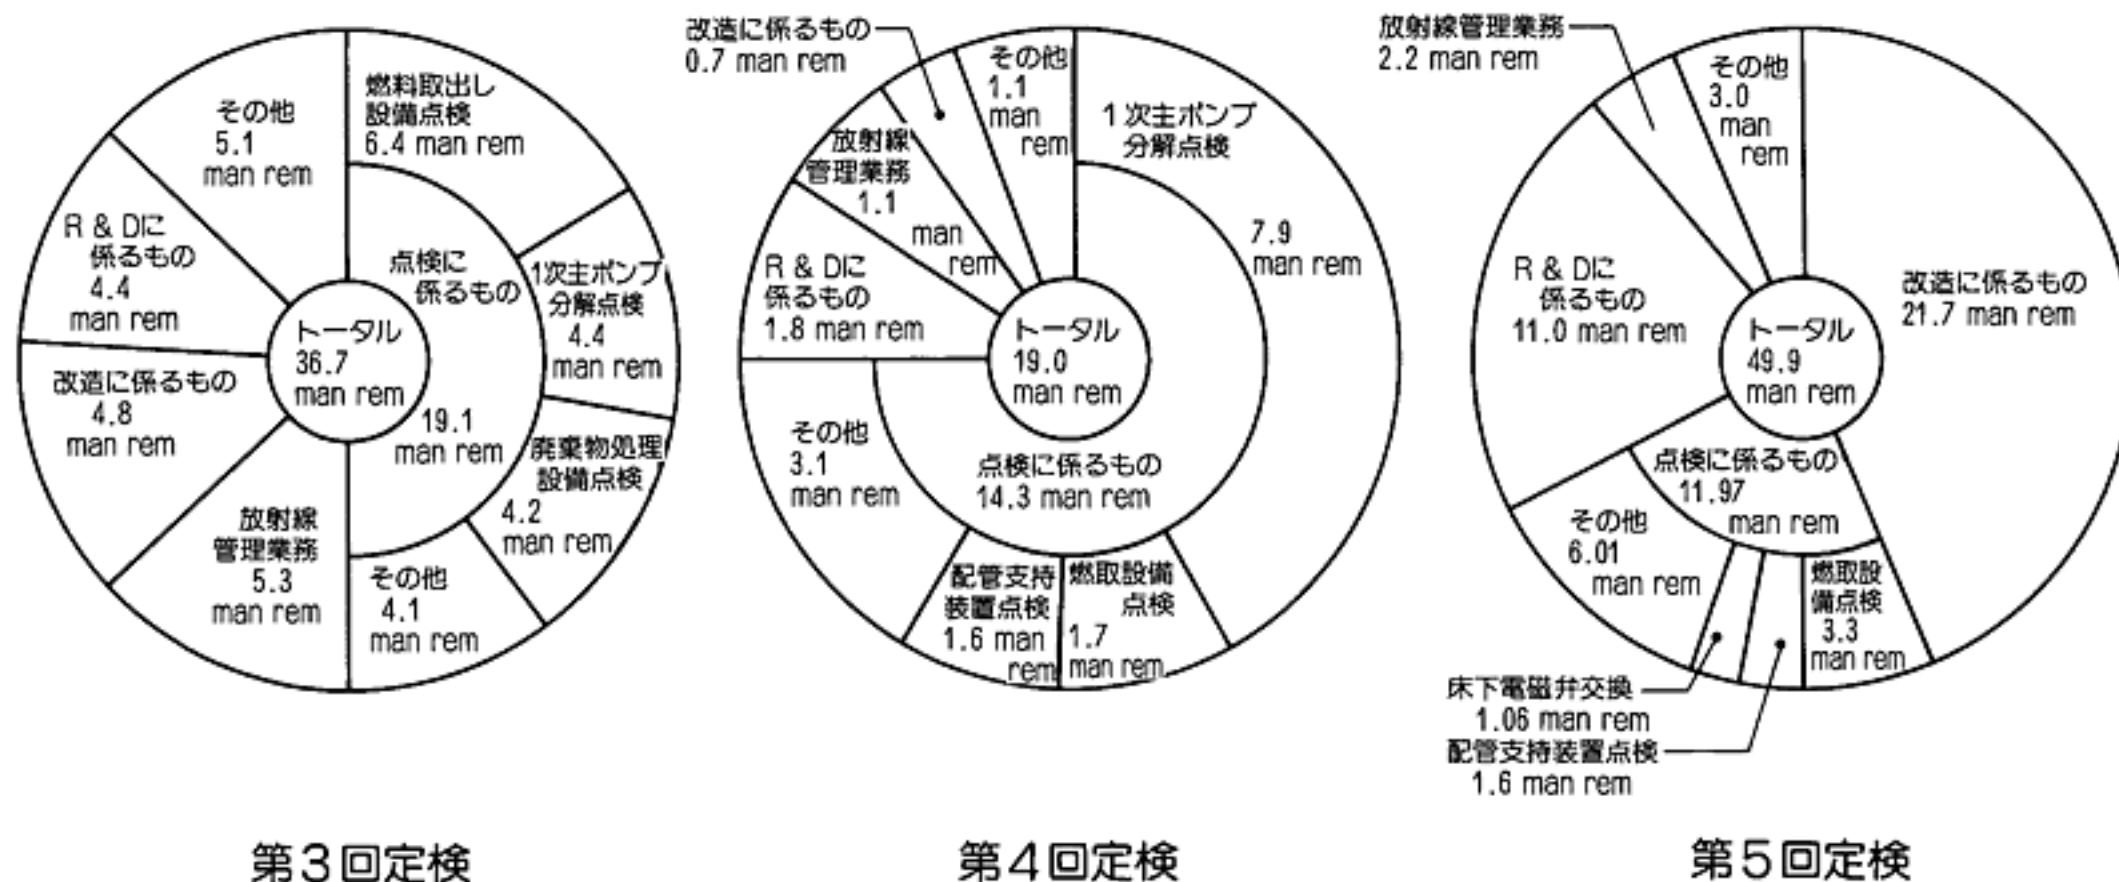 燃料取出し
設備点検
6.4 man rem
その他
5.1
man rem
R & Dに
係るもの
4.4
man rem
点検に
係るもの
19.1
man rem
1次主ポンプ
分解点検
4.4
man rem
トータル
36.7
man rem
改造に係るもの
4.8
man rem
廃棄物処理
設備点検
4.2
man rem
放射線
管理業務
5.3
man rem
その他
4.1
man rem
第3回定検
改造に係るもの
0.7 man rem
その他
1.1
man
rem
1次主ポンプ
分解点検
7.9
man rem
放射線
管理業務
1.1
man
rem
R & Dに
係るもの
1.8 man rem
トータル
19.0
man rem
その他
3.1
man rem
点検に係るもの
14.3 man rem
配管支持
装置点検
1.6 man
rem
燃取設備
点検
1.7
man rem
第4回定検
放射線管理業務
2.2 man rem
その他
3.0
man
rem
R & Dに
係るもの
11.0 man rem
改造に係るもの
21.7 man rem
トータル
49.9
man rem
点検に係るもの
11.97
man rem
その他
6.01
man rem
燃取設
備点検
3.3
man rem
床下電磁弁交換
1.06 man rem
配管支持装置点検
1.6 man rem
第5回定検